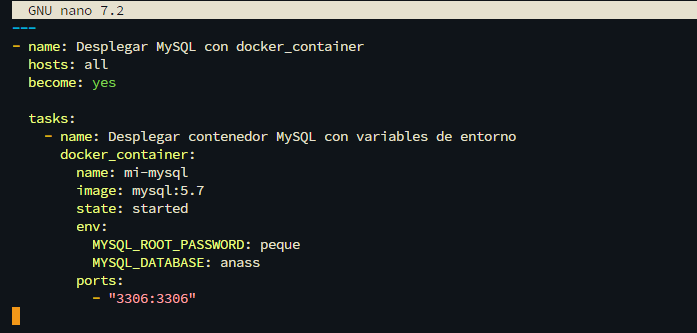 GNU nano 7.2
---
- name: Desplegar MySQL con docker_container
  hosts: all
  become: yes

  tasks:
    - name: Desplegar contenedor MySQL con variables de entorno
      docker_container:
        name: mi-mysql
        image: mysql:5.7
        state: started
        env:
          MYSQL_ROOT_PASSWORD: peque
          MYSQL_DATABASE: anass
        ports:
          - "3306:3306"